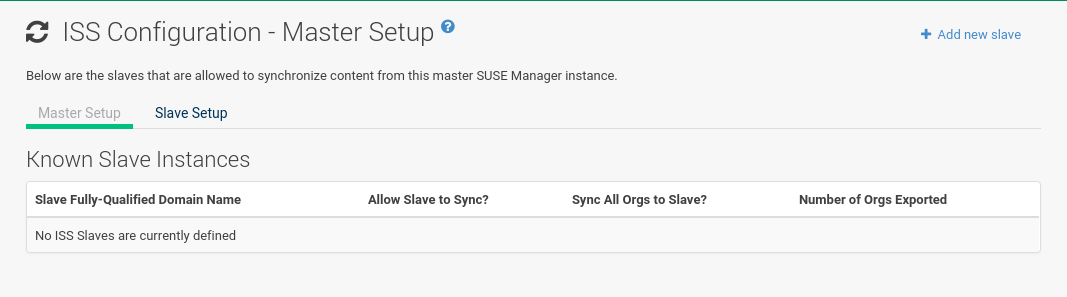 ISS Configuration - Master Setup ?
+ Add new slave
Below are the slaves that are allowed to synchronize content from this master SUSE Manager instance.
Master Setup Slave Setup
Known Slave Instances
Slave Fully-Qualified Domain Name Allow Slave to Sync? Sync All Orgs to Slave? Number of Orgs Exported
No ISS Slaves are currently defined